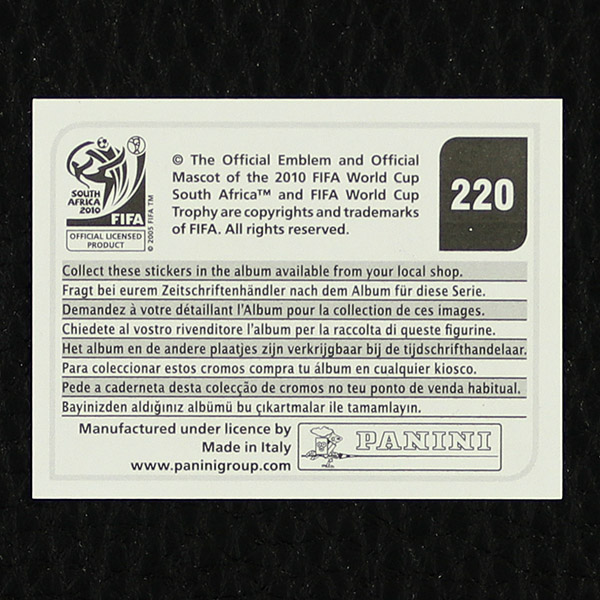 © The Official Emblem and Official
Mascot of the 2010 FIFA World Cup
South Africa™ and FIFA World Cup
Trophy are copyrights and trademarks
of FIFA. All rights reserved.
SOUTH
AFRICA
2010
FIFA
© 2005 FIFA TM
OFFICIAL LICENSED
PRODUCT
220
Collect these stickers in the album available from your local shop.
Fragt bei eurem Zeitschriftenhändler nach dem Album für diese Serie.
Demandez à votre détaillant l'Album pour la collection de ces images.
Chiedete al vostro rivenditore l'album per la raccolta di queste figurine.
Het album en de andere plaatjes zijn verkrijgbaar bij de tijdschrifthandelaar.
Para coleccionar estos cromos compra tu álbum en cualquier kiosco.
Pede a caderneta desta colecção de cromos no teu ponto de venda habitual.
Bayinizden aldığınız albümü bu çıkartmalar ile tamamlayın.
Manufactured under licence by
Made in Italy
www.paninigroup.com
PANINI